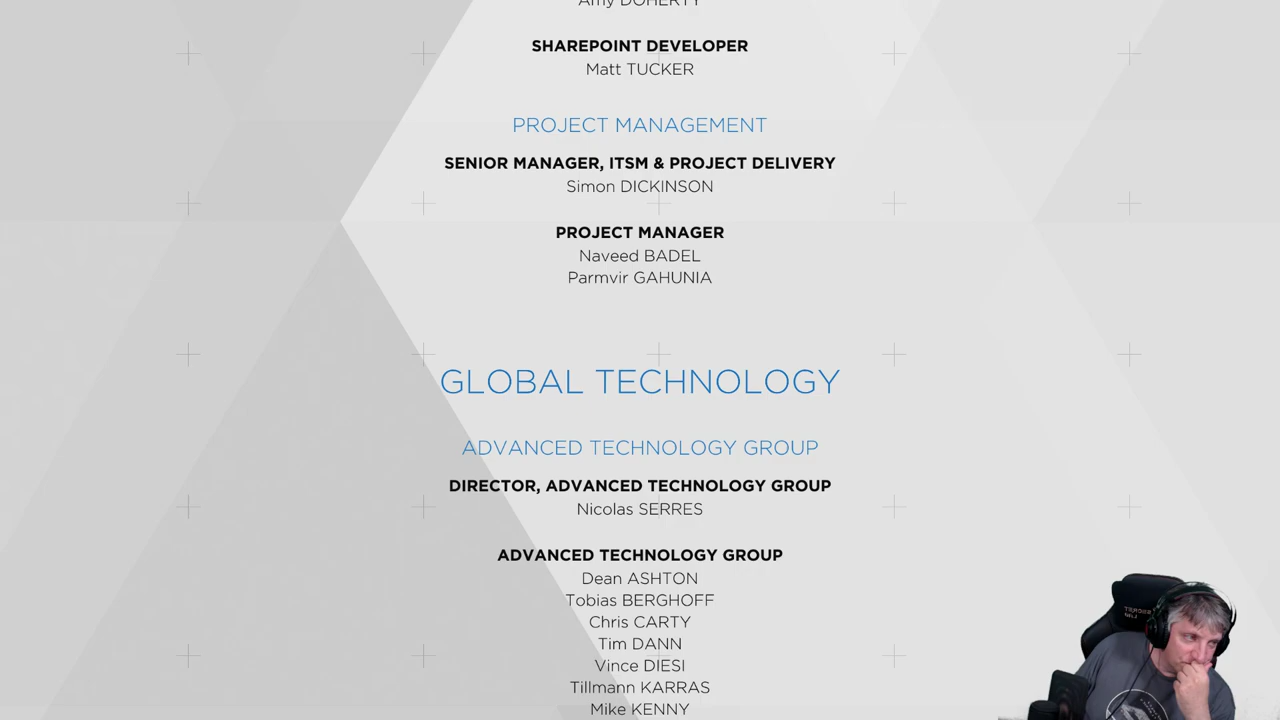 Amy DOHERTY
SHAREPOINT DEVELOPER
Matt TUCKER
PROJECT MANAGEMENT
SENIOR MANAGER, ITSM & PROJECT DELIVERY
Simon DICKINSON
PROJECT MANAGER
Naveed BADEL
Parmvir GAHUNIA
GLOBAL TECHNOLOGY
ADVANCED TECHNOLOGY GROUP
DIRECTOR, ADVANCED TECHNOLOGY GROUP
Nicolas SERRES
ADVANCED TECHNOLOGY GROUP
Dean ASHTON
Tobias BERGHOFF
Chris CARTY
Tim DANN
Vince DIESI
Tillmann KARRAS
Mike KENNY